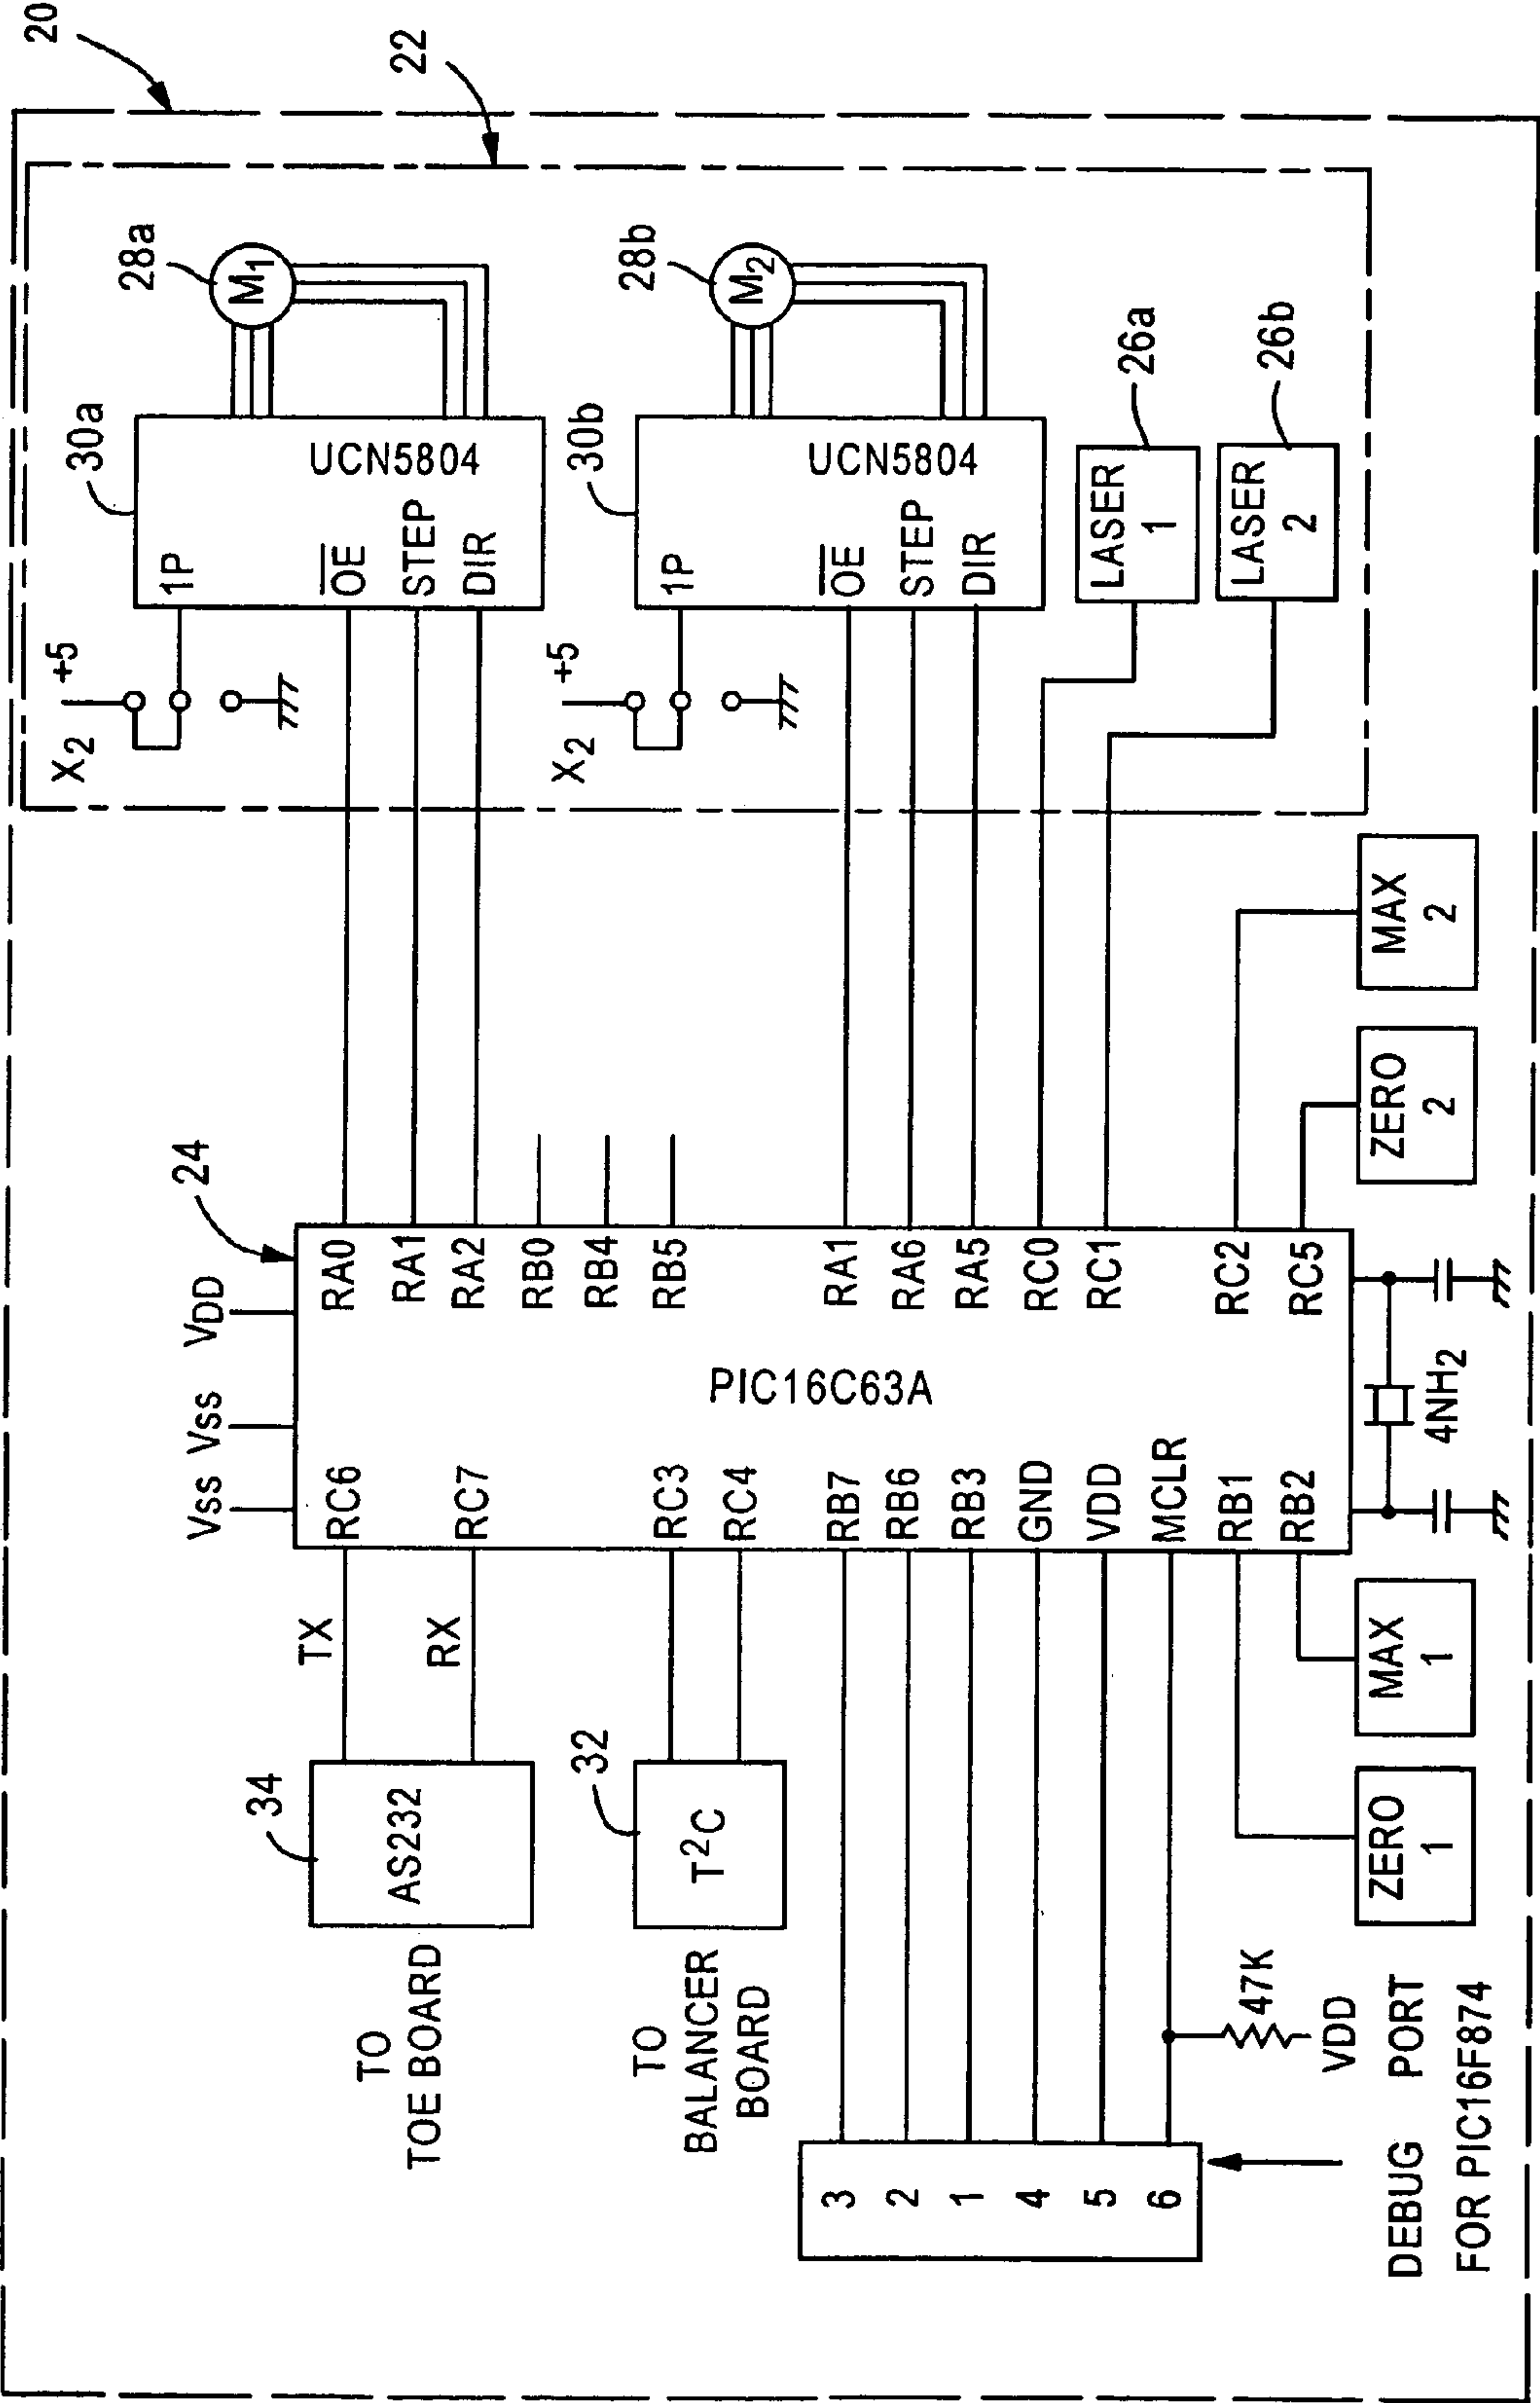 20
22
28a
M1
30a
UCN5804
1P
OE
STEP
DIR
+5
X2
28b
M2
30b
UCN5804
1P
OE
STEP
DIR
+5
X2
26a
LASER
1
26b
LASER
2
MAX
2
ZERO
2
24
VDD
Vss
Vss
RA0
RA1
RA2
RB0
RB4
RB5
RA1
RA6
RA5
RC0
RC1
RC2
RC5
PIC16C63A
RC6
RC7
RC3
RC4
RB7
RB6
RB3
GND
VDD
MCLR
RB1
RB2
4NH2
TX
RX
34
AS232
TO
TOE BOARD
32
T2C
TO
BALANCER
BOARD
MAX
1
ZERO
1
47K
VDD
3
2
1
4
5
6
DEBUG PORT
FOR PIC16F874